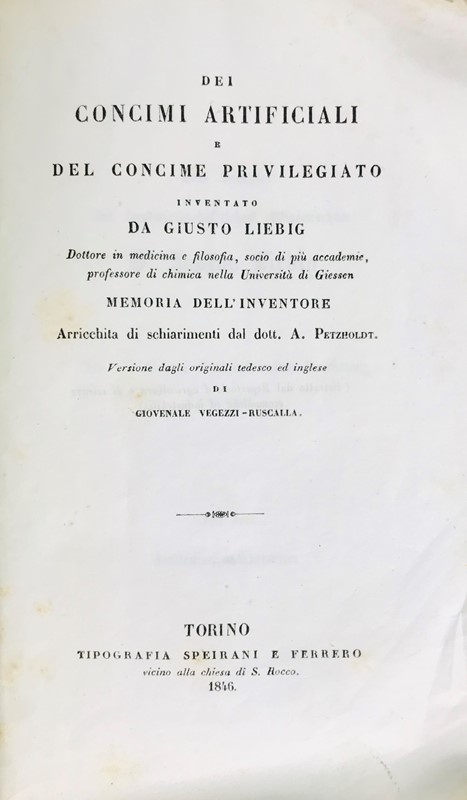 DEI
CONCIMI ARTIFICIALI
E
DEL CONCIME PRIVILEGIATO
INVENTATO
DA GIUSTO LIEBIG
Dottore in medicina e filosofia, socio di più accademie,
professore di chimica nella Università di Giessen
MEMORIA DELL'INVENTORE
Arricchita di schiarimenti dal dott. A. PETZHOLDT.
Versione dagli originali tedesco ed inglese
DI
GIOVENALE VEGEZZI-RUSCALLA.
TORINO
TIPOGRAFIA SPEIRANI E FERRERO
vicino alla chiesa di S. Rocco.
1846.